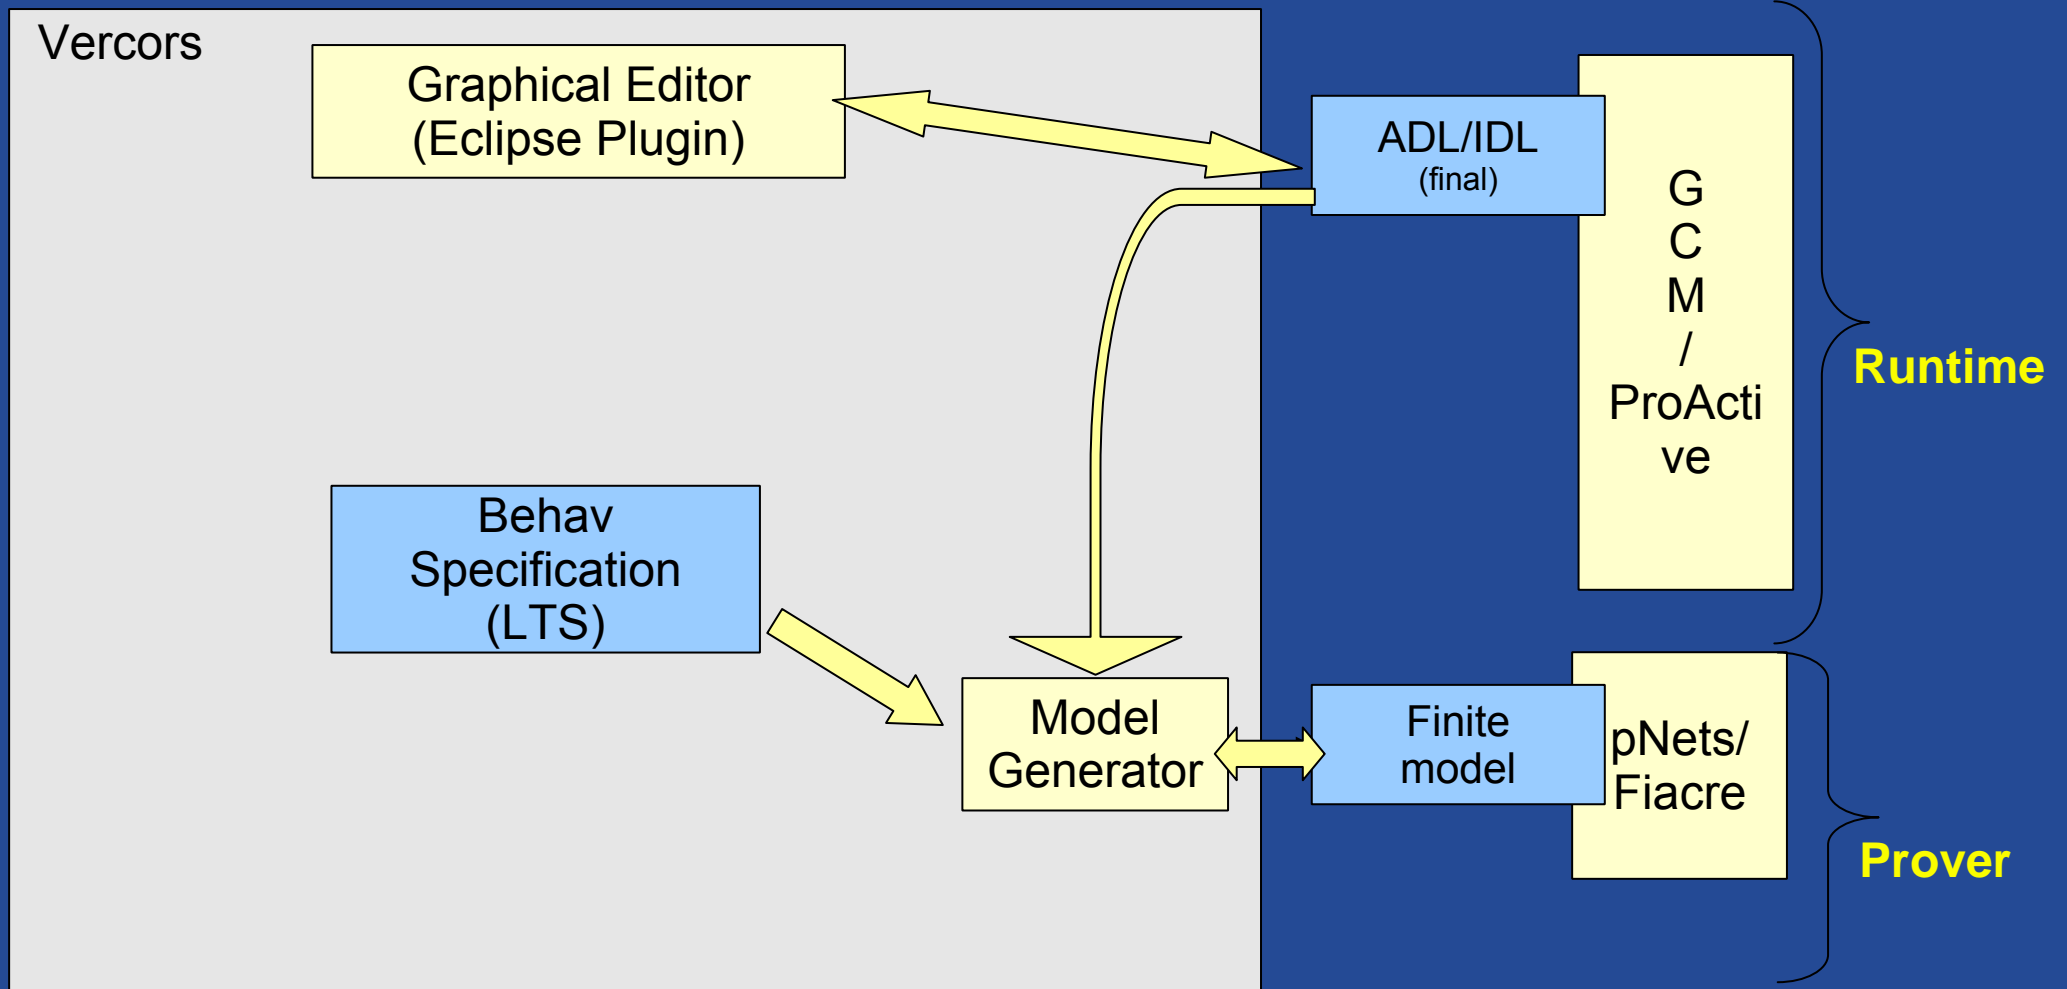 Vercors
Graphical Editor
(Eclipse Plugin)
ADL/IDL
(final)
G
C
M
/
ProActi
ve
Runtime
Behav
Specification
(LTS)
Model
Generator
Finite
model
pNets/
Fiacre
Prover